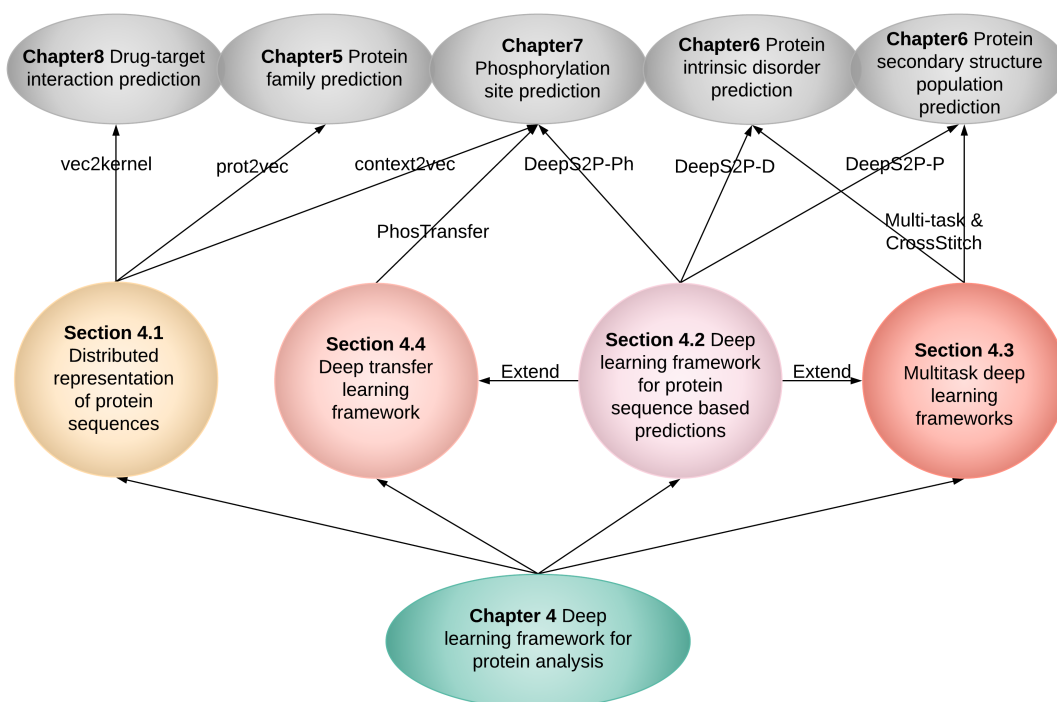 Chapter8 Drug-target
interaction prediction
Chapter5 Protein
family prediction
Chapter7
Phosphorylation
site prediction
Chapter6 Protein
intrinsic disorder
prediction
Chapter6 Protein
secondary structure
population
prediction
vec2kernel
prot2vec
context2vec
DeepS2P-Ph
DeepS2P-D
DeepS2P-P
PhosTransfer
Multi-task &
CrossStitch
Section 4.1
Distributed
representation
of protein
sequences
Section 4.4
Deep transfer
learning
framework
Extend
Section 4.2 Deep
learning framework
for protein
sequence based
predictions
Extend
Section 4.3
Multitask deep
learning
frameworks
Chapter 4 Deep
learning framework for
protein analysis